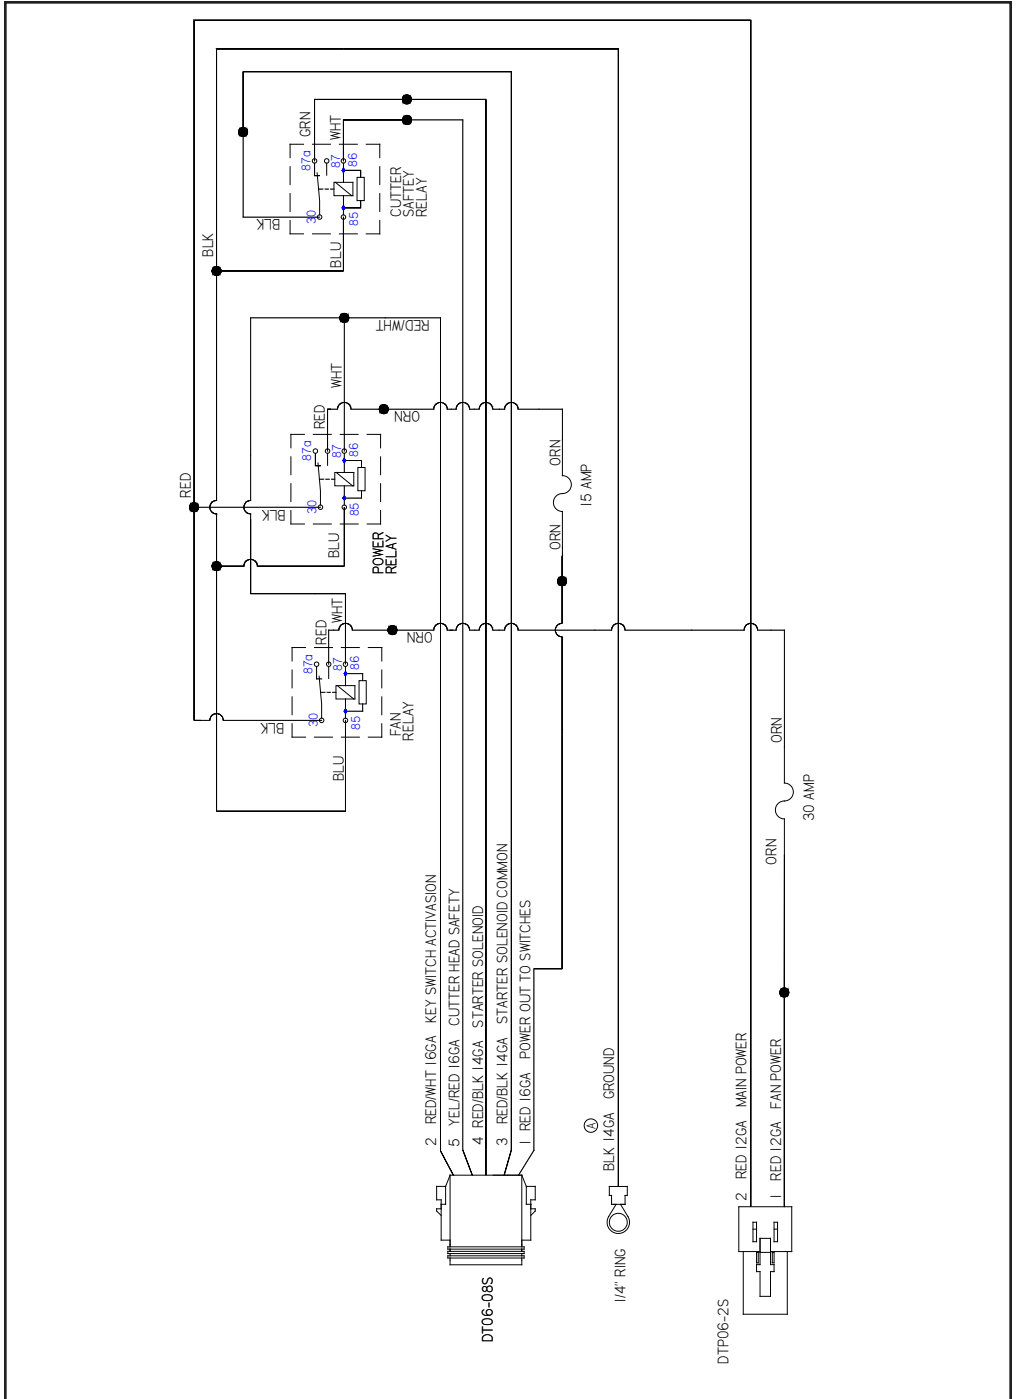 RED
BLK
BLK
GRN
WHT
87a
87
86
30
85
BLU
CUTTER
SAFTEY
RELAY
BLK
RED
WHT
RED/WHT
87a
87
86
30
85
BLU
POWER
RELAY
ORN
ORN
15 AMP
ORN
BLK
RED
WHT
87a
87
86
30
85
BLU
FAN
RELAY
ORN
ORN
30 AMP
ORN
2 RED/WHT 16GA KEY SWITCH ACTIVASION
5 YEL/RED 16GA CUTTER HEAD SAFETY
4 RED/BLK 14GA STARTER SOLENOID
3 RED/BLK 14GA STARTER SOLENOID COMMON
1 RED 16GA POWER OUT TO SWITCHES
A
BLK 14GA GROUND
2 RED 12GA MAIN POWER
1 RED 12GA FAN POWER
DT06-08S
1/4" RING
DTP06-2S